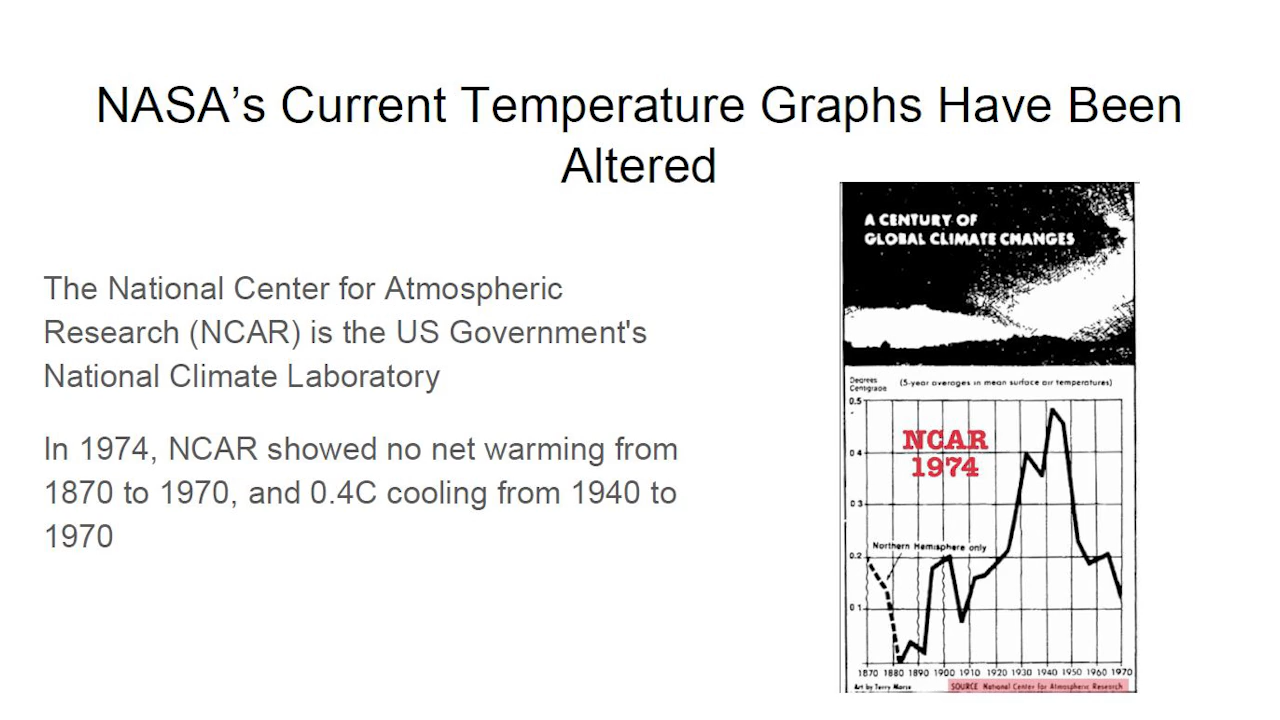 NASA’s Current Temperature Graphs Have Been
Altered
The National Center for Atmospheric
Research (NCAR) is the US Government's
National Climate Laboratory
In 1974, NCAR showed no net warming from
1870 to 1970, and 0.4C cooling from 1940 to
1970
A CENTURY OF
GLOBAL CLIMATE CHANGES
Degrees
Centigrade
(5-year averages in mean surface air temperatures)
0.5
NCAR
1974
0 4
0 3
Northern Hemisphere only
0.2
0 1
1870 1880 1890 1900 1910 1920 1930 1940 1950 1960 1970
Art by Terry Morse
SOURCE National Center for Atmospheric Research